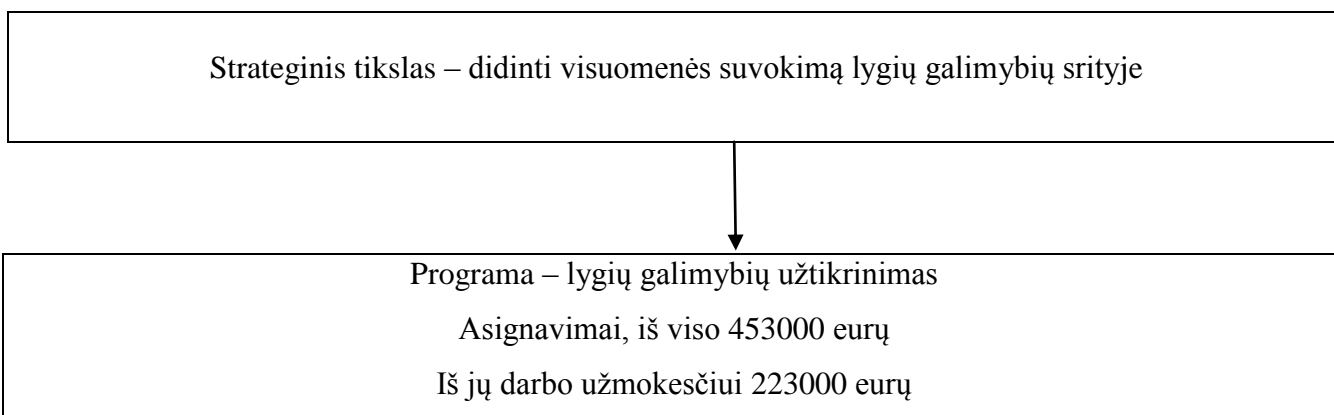 Strateginis tikslas – didinti visuomenės suvokimą lygių galimybių srityje
Programa – lygių galimybių užtikrinimas
Asignavimai, iš viso 453000 eurų
Iš jų darbo užmokesčiui 223000 eurų